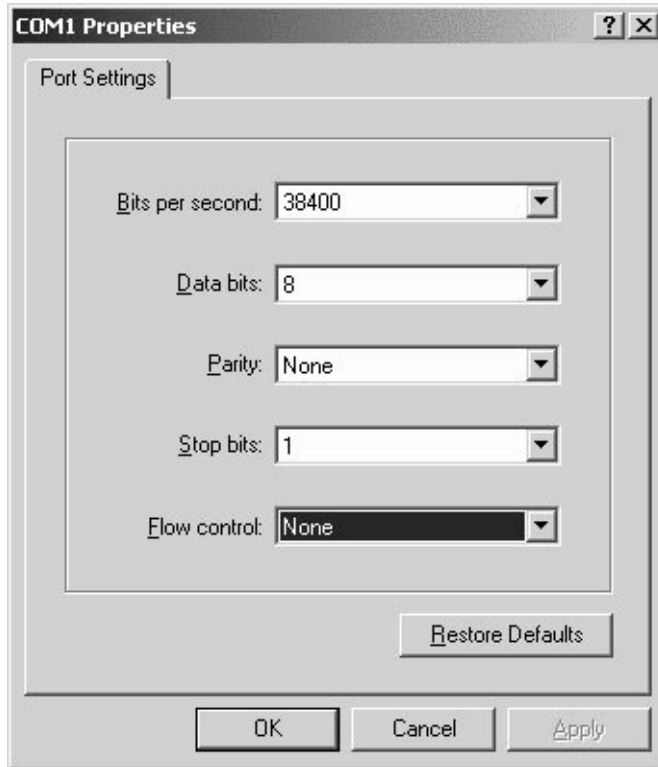 COM1 Properties
Port Settings
Bits per second: 38400
Data bits: 8
Parity: None
Stop bits: 1
Flow control: None
Restore Defaults
OK Cancel Apply